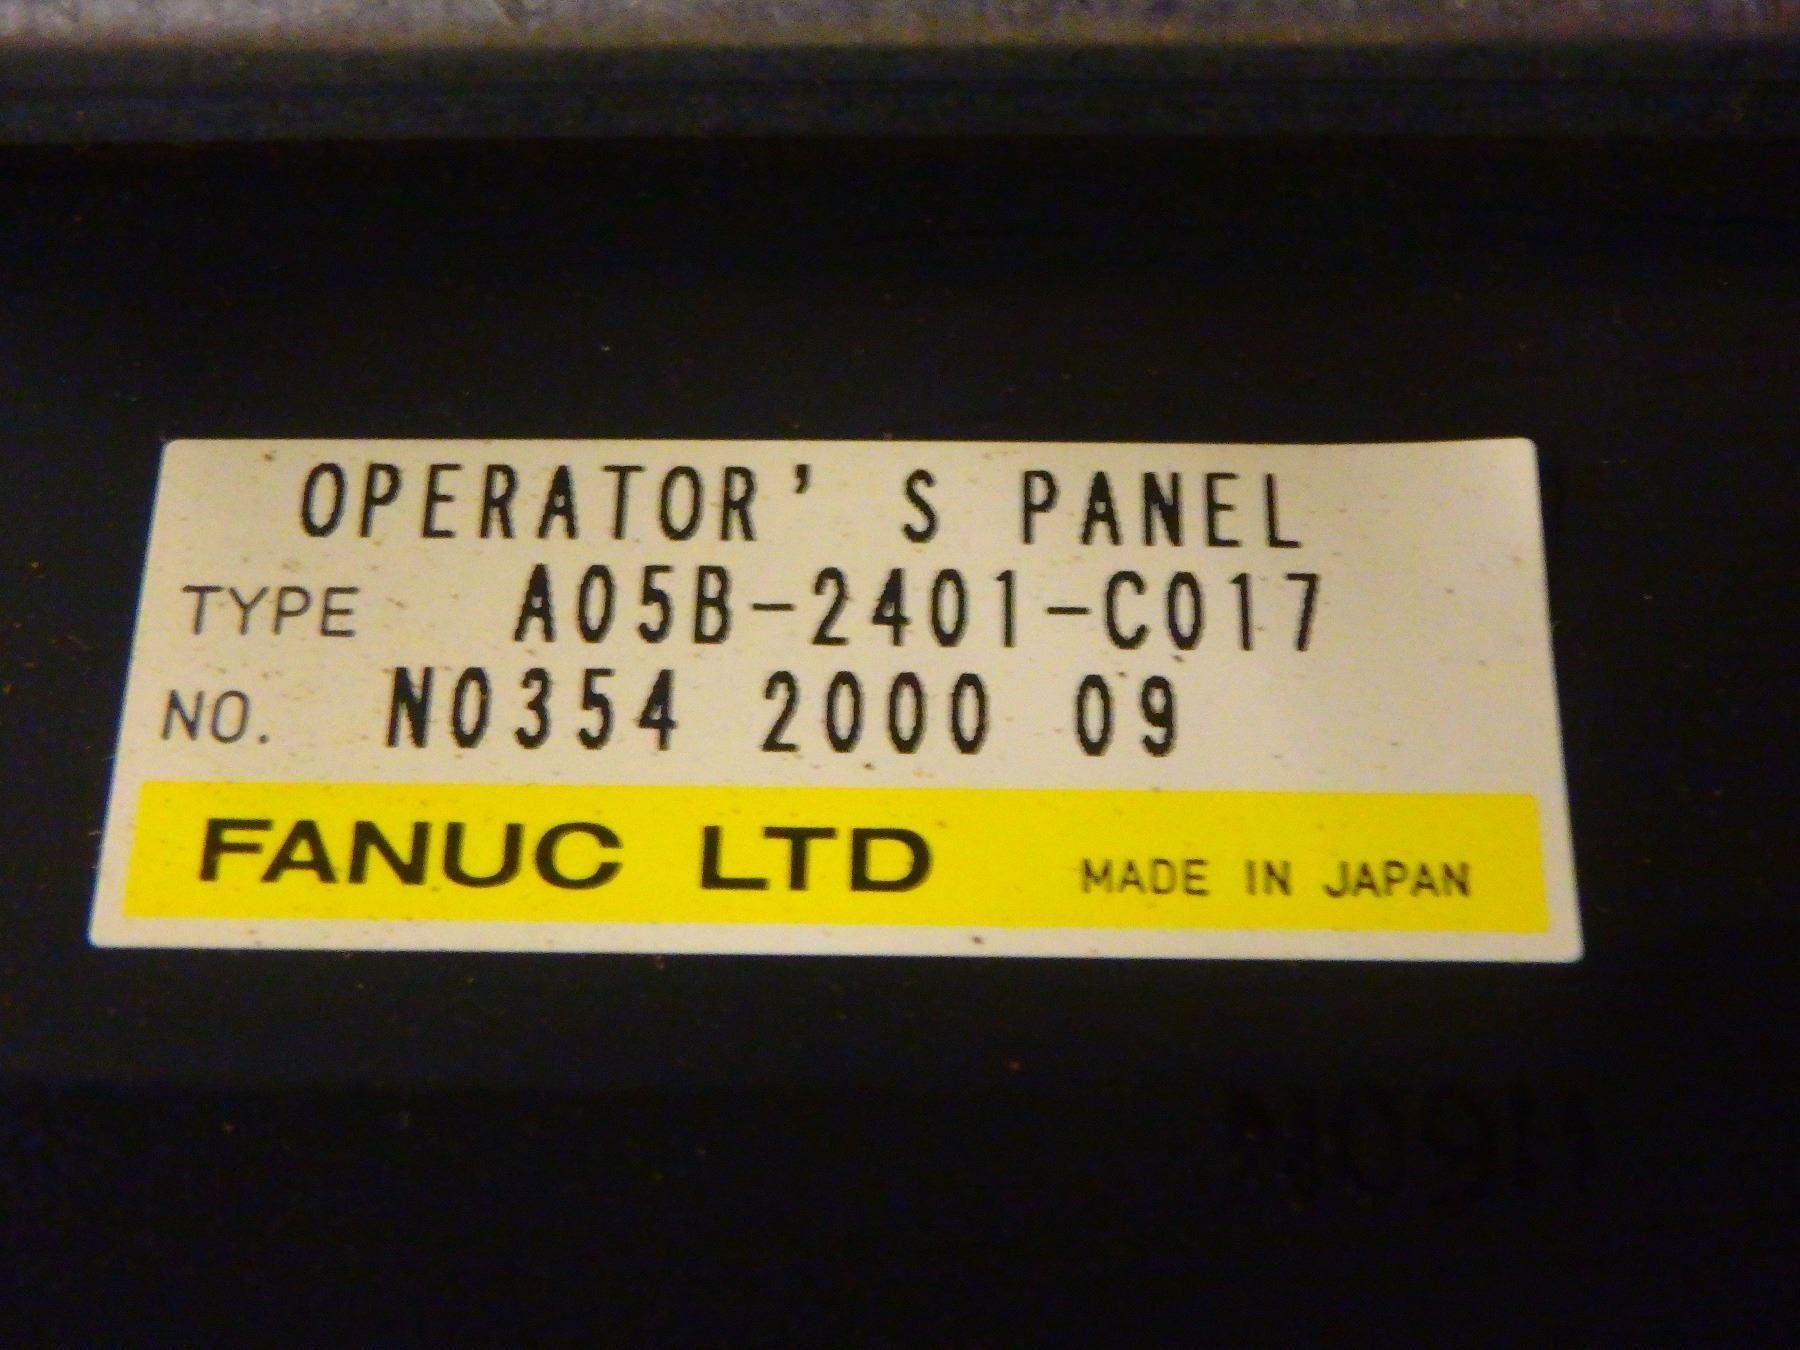 OPERATOR' S PANEL
TYPE A05B-2401-C017
NO. N0354 2000 09
FANUC LTD MADE IN JAPAN